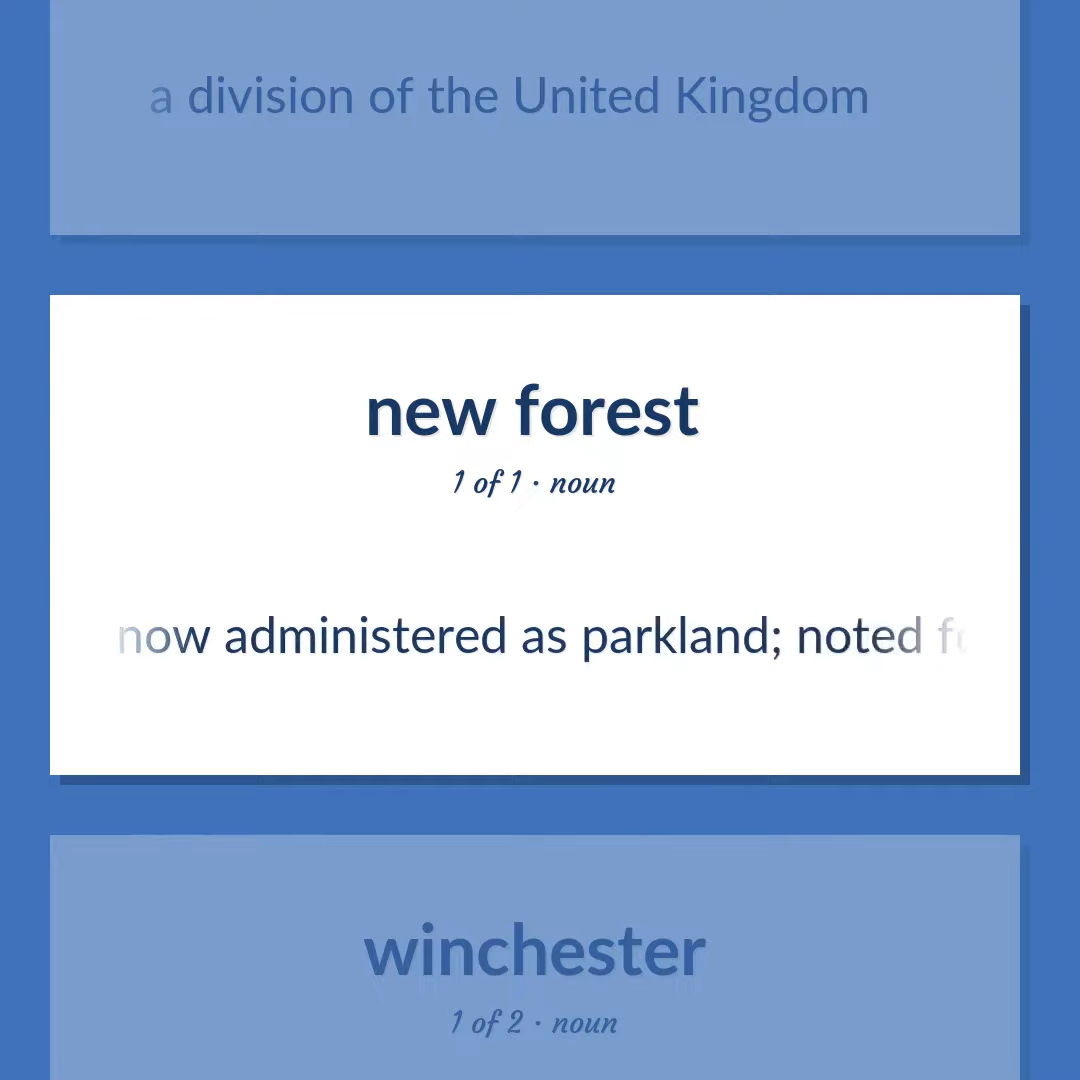 a division of the United Kingdom
new forest
1 of 1 · noun
now administered as parkland; noted
winchester
1 of 2 · noun